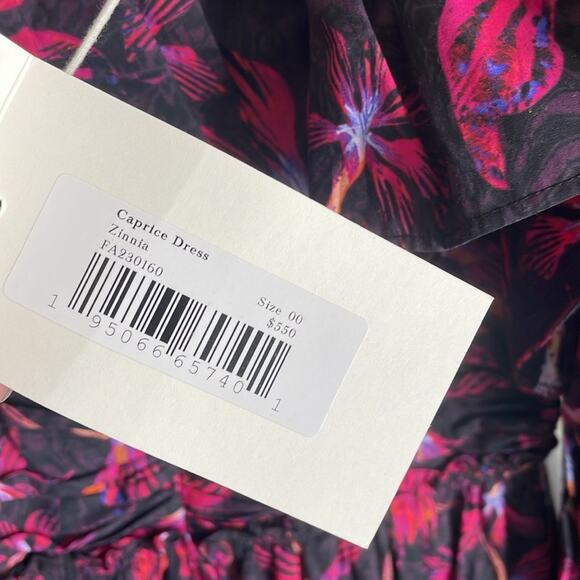 Caprice Dress
Zinnia
FA230160
Size 00
$550
1 95066 65740 1